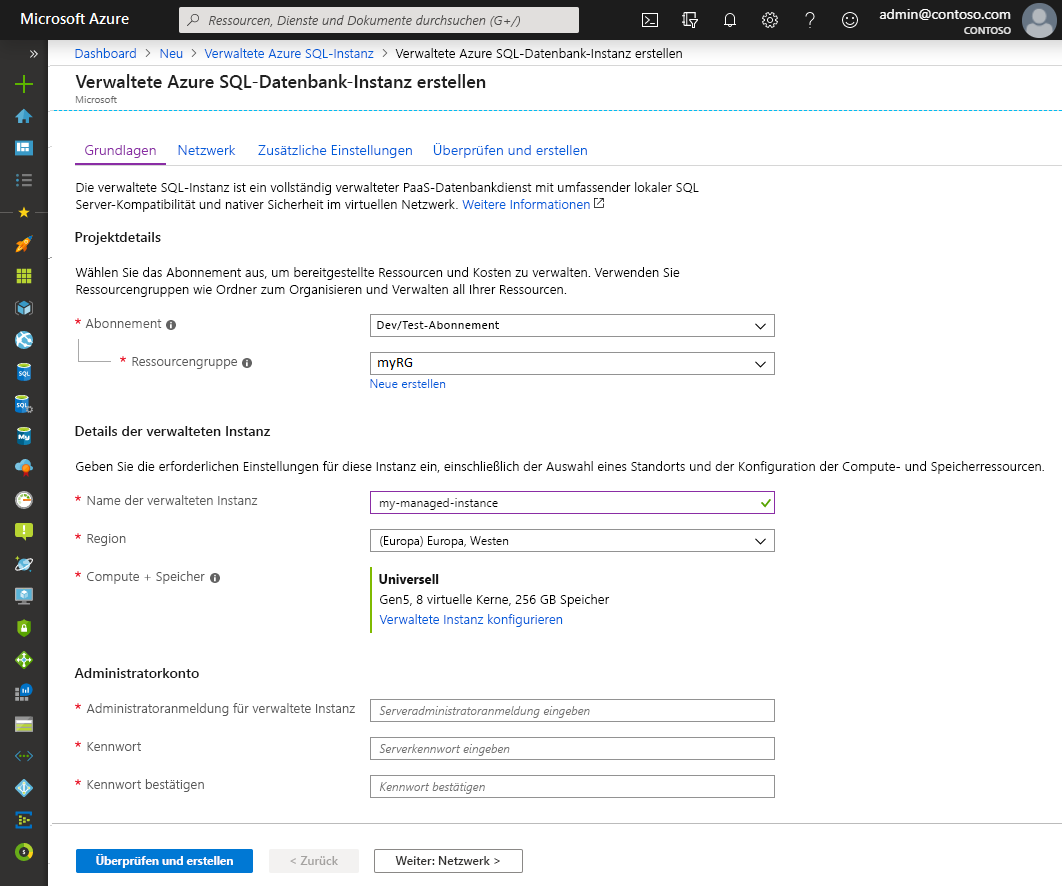 Microsoft Azure
Ressourcen, Dienste und Dokumente durchsuchen (G+/)
admin@contoso.com
CONTOSO
Dashboard > Neu > Verwaltete Azure SQL-Instanz > Verwaltete Azure SQL-Datenbank-Instanz erstellen
Verwaltete Azure SQL-Datenbank-Instanz erstellen
Microsoft
Grundlagen Netzwerk Zusätzliche Einstellungen Überprüfen und erstellen
Die verwaltete SQL-Instanz ist ein vollständig verwalteter PaaS-Datenbankdienst mit umfassender lokaler SQL
Server-Kompatibilität und nativer Sicherheit im virtuellen Netzwerk. Weitere Informationen
Projektdetails
Wählen Sie das Abonnement aus, um bereitgestellte Ressourcen und Kosten zu verwalten. Verwenden Sie
Ressourcengruppen wie Ordner zum Organisieren und Verwalten all Ihrer Ressourcen.
* Abonnement Dev/Test-Abonnement
* Ressourcengruppe myRG
Neue erstellen
Details der verwalteten Instanz
Geben Sie die erforderlichen Einstellungen für diese Instanz ein, einschließlich der Auswahl eines Standorts und der Konfiguration der Compute- und Speicherressourcen.
* Name der verwalteten Instanz my-managed-instance
* Region (Europa) Europa, Westen
* Compute + Speicher Universell
Gen5, 8 virtuelle Kerne, 256 GB Speicher
Verwaltete Instanz konfigurieren
Administratorkonto
* Administratoranmeldung für verwaltete Instanz Serveradministratoranmeldung eingeben
* Kennwort Serverkennwort eingeben
* Kennwort bestätigen Kennwort bestätigen
Überprüfen und erstellen < Zurück Weiter: Netzwerk >
SQL
SQL
My